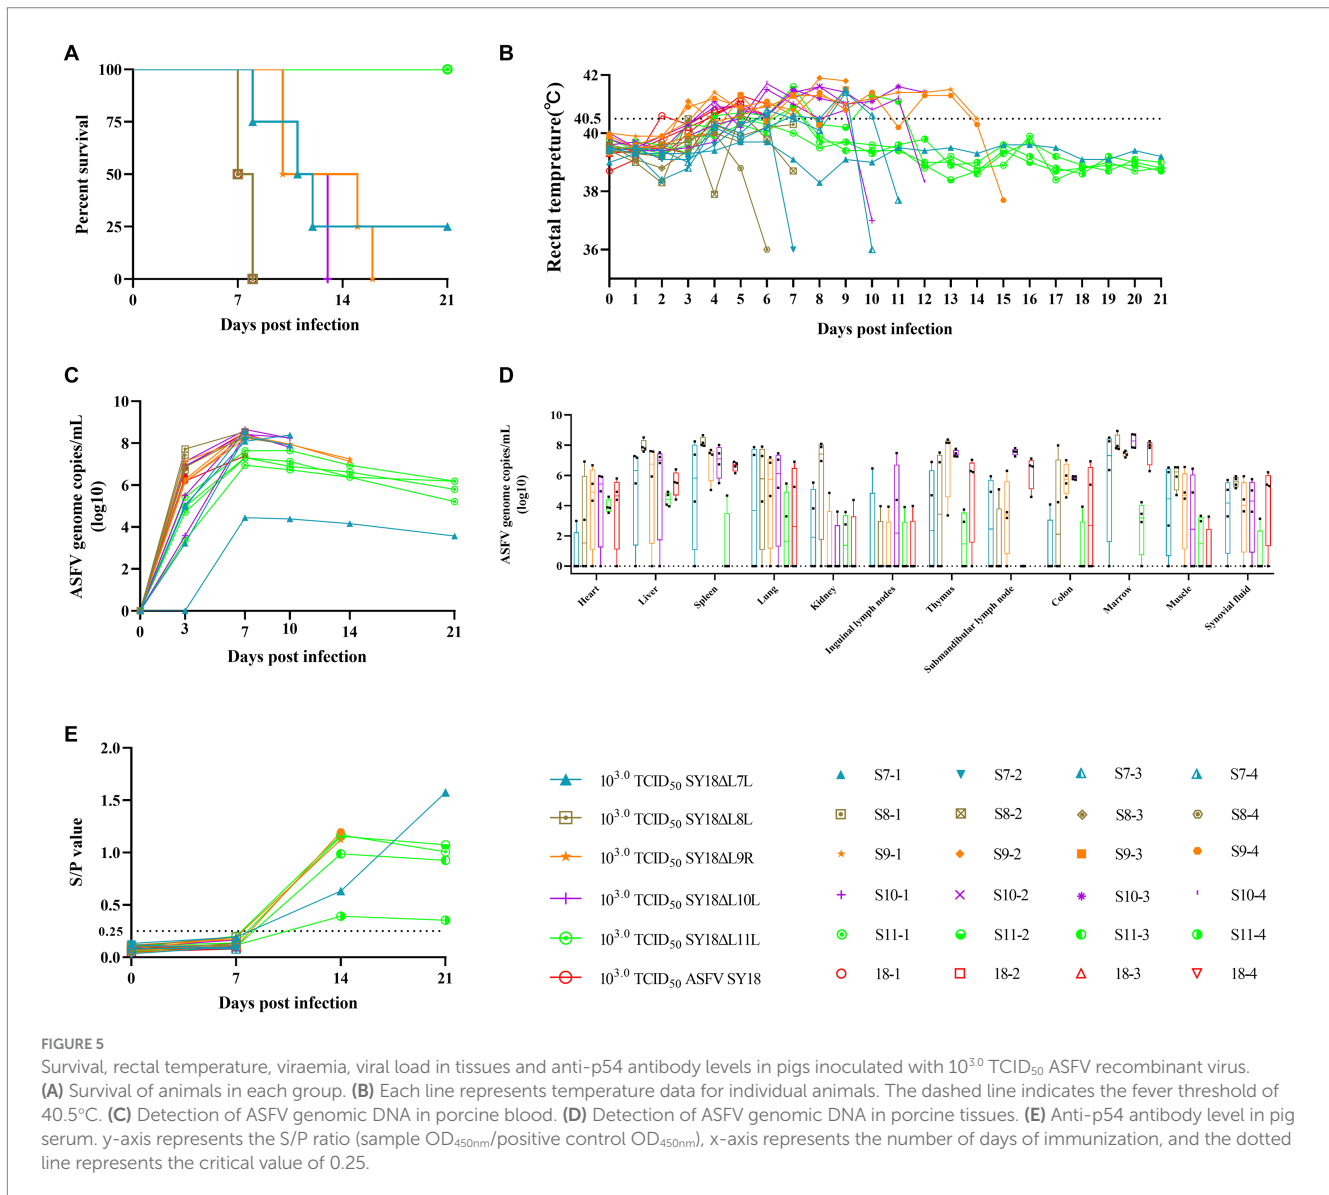 A
Percent survival
100
75
50
25
0
0 7 14 21
Days post infection
B
Rectal tempreture(℃)
42
40.5
40
38
36
0 1 2 3 4 5 6 7 8 9 10 11 12 13 14 15 16 17 18 19 20 21
Days post infection
C
ASFV genome copies/mL
(log10)
10
8
6
4
2
0
0 3 7 10 14 21
Days post infection
D
ASFV genome copies/mL
(log10)
10
8
6
4
2
0
Heart
Liver
Spleen
Lung
Kidney
Inguinal lymph nodes
Thymus
Submandibular lymph node
Colon
Marrow
Muscle
Synovial fluid
E
S/P value
2.0
1.5
1.0
0.5
0.25
0.0
0 7 14 21
Days post infection
10^3.0 TCID50 SY18ΔL7L S7-1 S7-2 S7-3 S7-4
10^3.0 TCID50 SY18ΔL8L S8-1 S8-2 S8-3 S8-4
10^3.0 TCID50 SY18ΔL9R S9-1 S9-2 S9-3 S9-4
10^3.0 TCID50 SY18ΔL10L S10-1 S10-2 S10-3 S10-4
10^3.0 TCID50 SY18ΔL11L S11-1 S11-2 S11-3 S11-4
10^3.0 TCID50 ASFV SY18 18-1 18-2 18-3 18-4
FIGURE 5
Survival, rectal temperature, viraemia, viral load in tissues and anti-p54 antibody levels in pigs inoculated with 10^3.0 TCID50 ASFV recombinant virus.
(A) Survival of animals in each group. (B) Each line represents temperature data for individual animals. The dashed line indicates the fever threshold of
40.5°C. (C) Detection of ASFV genomic DNA in porcine blood. (D) Detection of ASFV genomic DNA in porcine tissues. (E) Anti-p54 antibody level in pig
serum. y-axis represents the S/P ratio (sample OD450nm/positive control OD450nm), x-axis represents the number of days of immunization, and the dotted
line represents the critical value of 0.25.